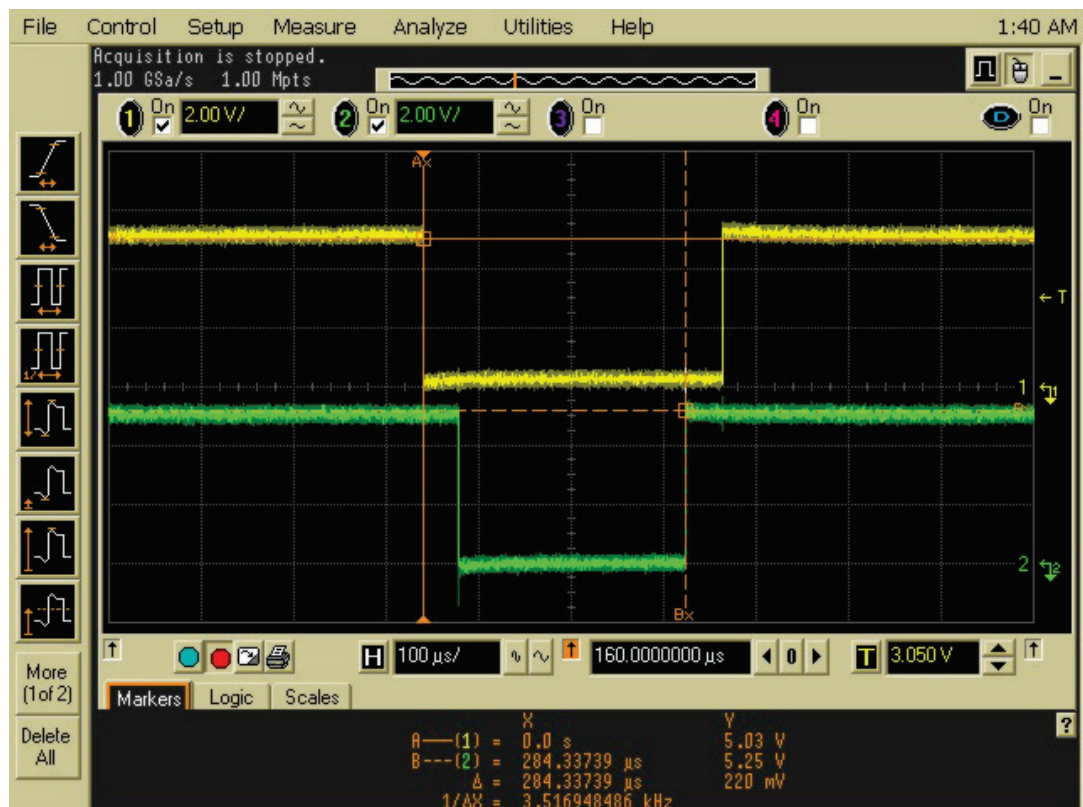 File Control Setup Measure Analyze Utilities Help 1:40 AM
Acquisition is stopped.
1.00 GSa/s 1.00 Mpts
1 On 2.00 V/ 2 On 2.00 V/ 3 On 4 On D On
Ax
T
1 1
B
2 2
Bx
1/
More
(1of 2)
Delete
All
H 100 µs/ 160.0000000 µs 0 T 3.050 V
Markers Logic Scales
?
X Y
A——(1) = 0.0 s 5.03 V
B---(2) = 284.33739 µs 5.25 V
Δ = 284.33739 µs 220 mV
1/ΔX = 3.516948486 kHz